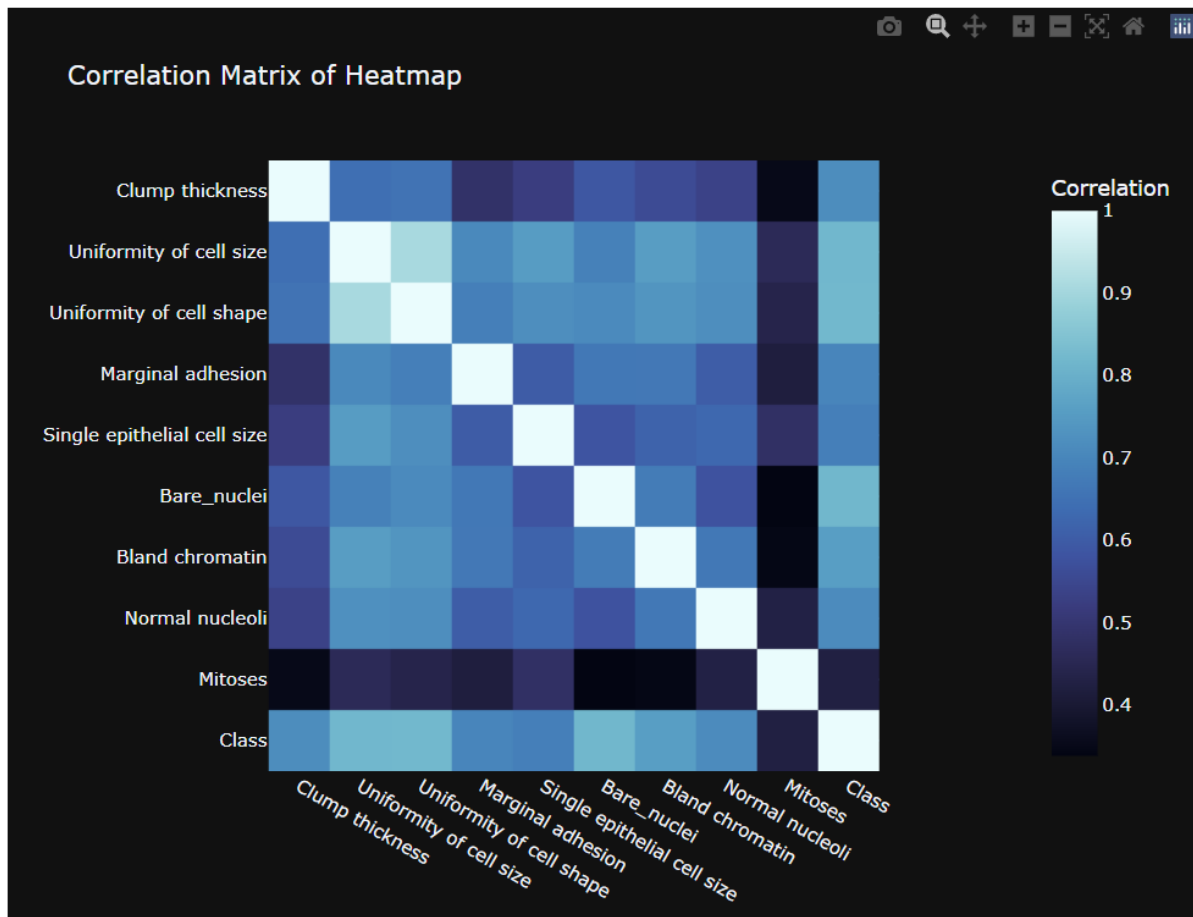 Correlation Matrix of Heatmap
Clump thickness
Uniformity of cell size
Uniformity of cell shape
Marginal adhesion
Single epithelial cell size
Bare_nuclei
Bland chromatin
Normal nucleoli
Mitoses
Class
Clump thickness
Uniformity of cell size
Uniformity of cell shape
Marginal adhesion
Single epithelial cell size
Bare_nuclei
Bland chromatin
Normal nucleoli
Mitoses
Class
Correlation
1
0.9
0.8
0.7
0.6
0.5
0.4